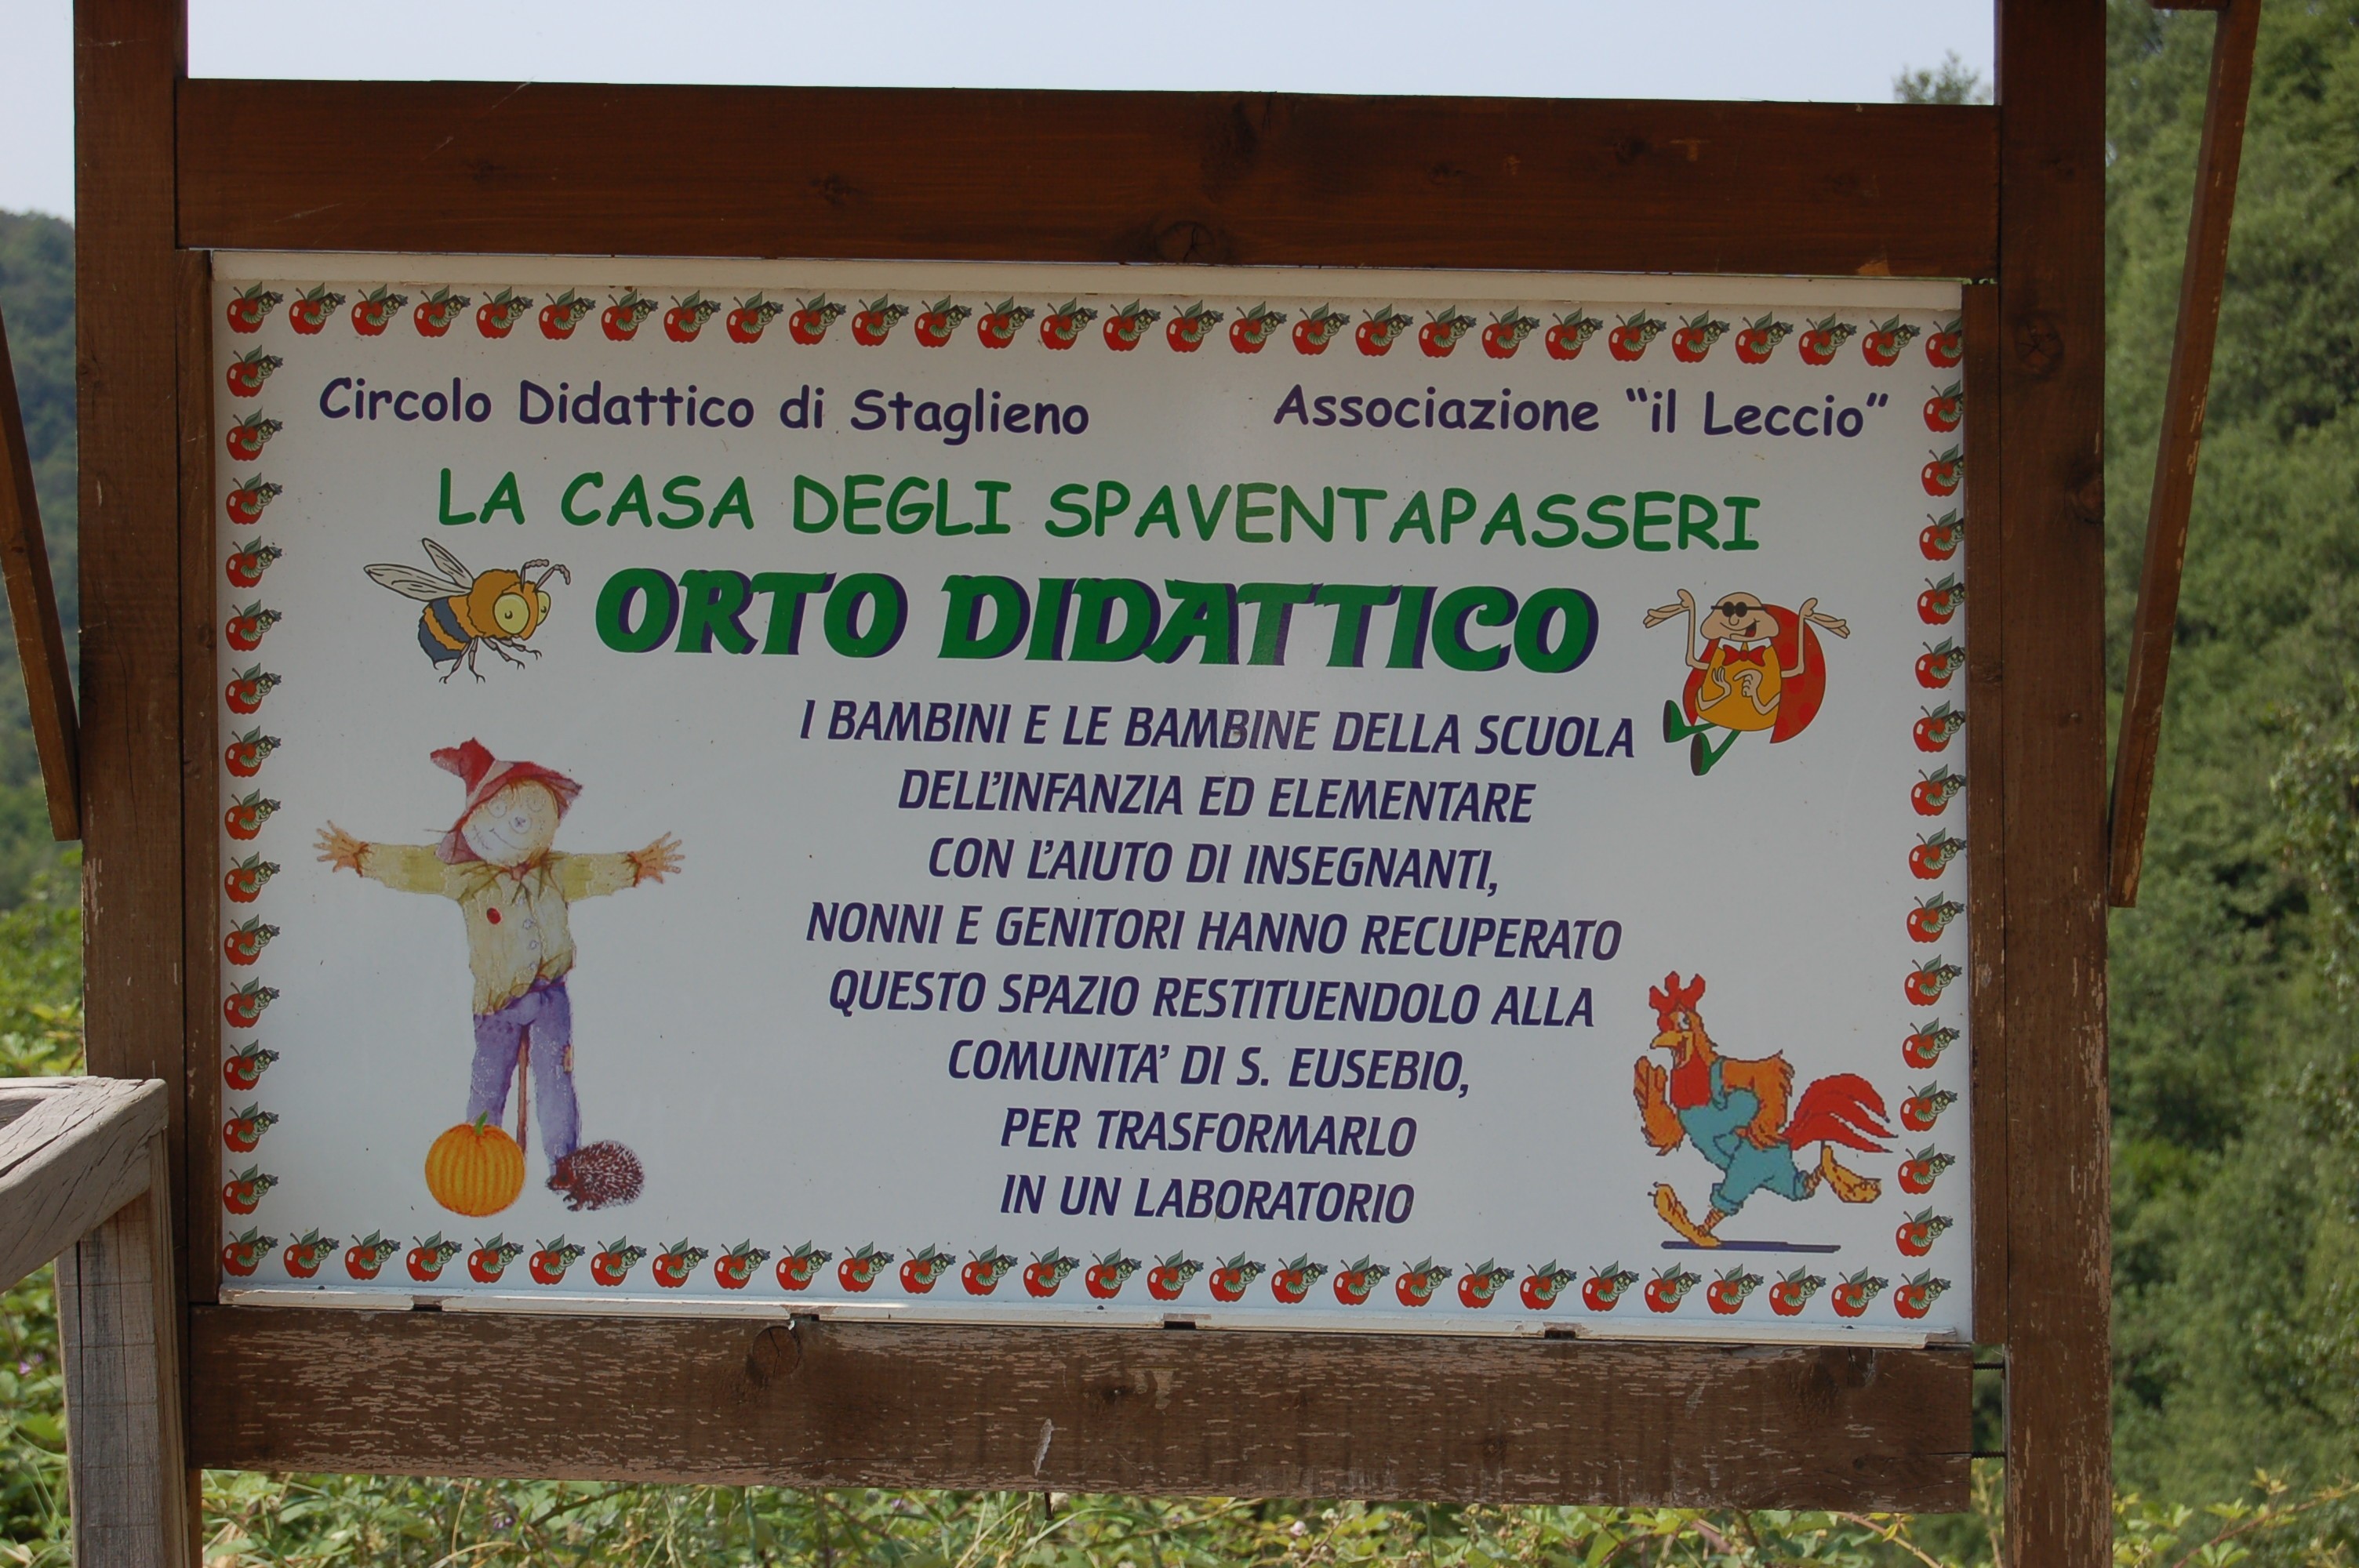 Circolo Didattico di Staglieno
Associazione “il Leccio”
LA CASA DEGLI SPAVENTAPASSERI
ORTO DIDATTICO
I BAMBINI E LE BAMBINE DELLA SCUOLA
DELL'INFANZIA ED ELEMENTARE
CON L'AIUTO DI INSEGNANTI,
NONNI E GENITORI HANNO RECUPERATO
QUESTO SPAZIO RESTITUENDOLO ALLA
COMUNITA' DI S. EUSEBIO,
PER TRASFORMARLO
IN UN LABORATORIO